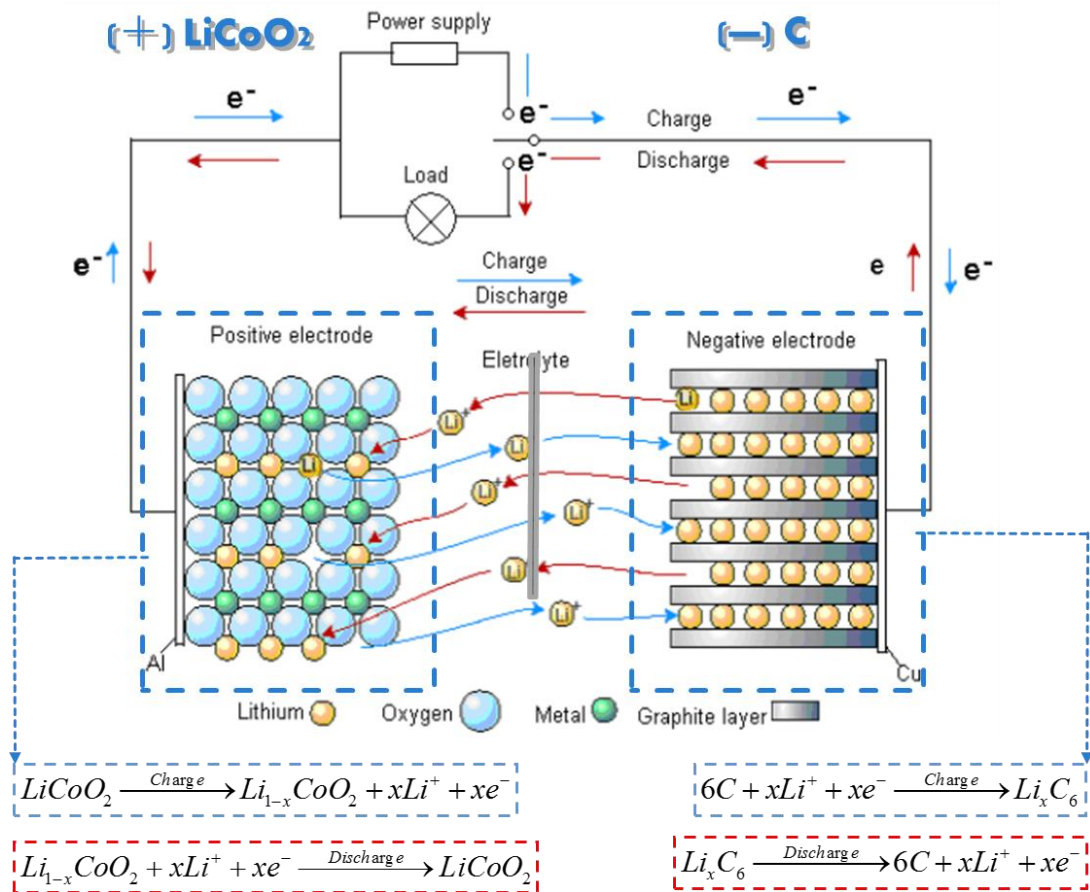 (+) LiCoO2
Power supply
(—) C
e-
e-
e-
Charge
e-
Discharge
Load
e-
Charge
Discharge
e
e-
Positive electrode
Eletrolyte
Negative electrode
Li
Li+
Li
Li
Li+
Li+
Li
Li+
Al
Cu
Lithium
Oxygen
Metal
Graphite layer
LiCoO2 Charge Li1-xCoO2 + xLi+ + xe−
6C + xLi+ + xe− Charge LixC6
Li1-xCoO2 + xLi+ + xe− Discharge LiCoO2
LixC6 Discharge 6C + xLi+ + xe−